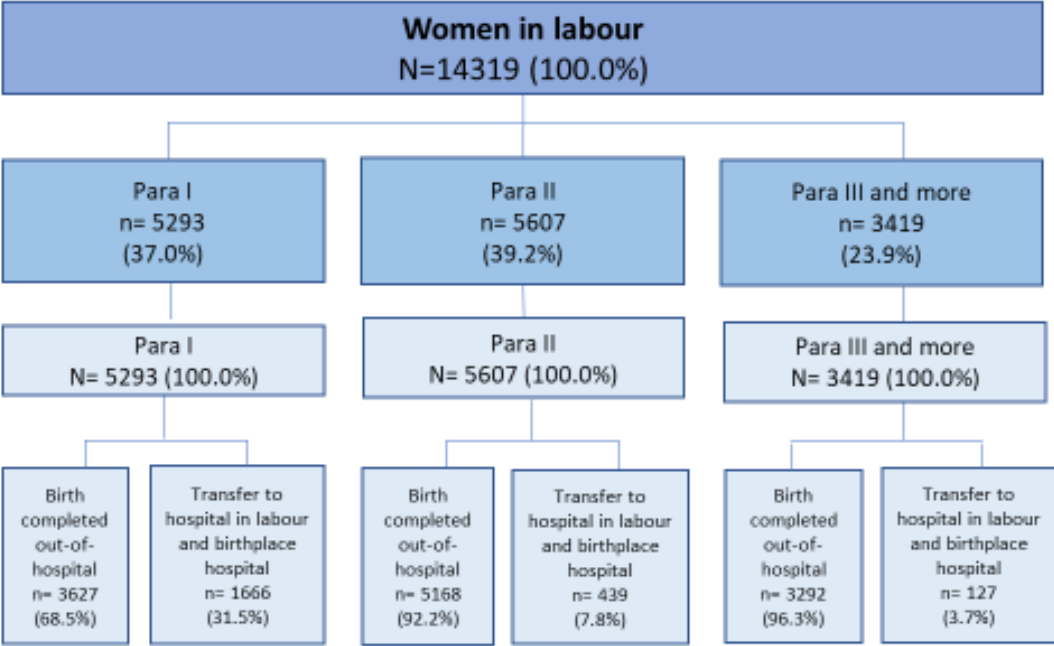 Women in labour
N=14319 (100.0%)
Para I
n= 5293
(37.0%)
Para II
n= 5607
(39.2%)
Para III and more
n= 3419
(23.9%)
Para I
N= 5293 (100.0%)
Para II
N= 5607 (100.0%)
Para III and more
N= 3419 (100.0%)
Birth
completed
out-of-
hospital
n= 3627
(68.5%)
Transfer to
hospital in labour
and birthplace
hospital
n= 1666
(31.5%)
Birth
completed
out-of-
hospital
n= 5168
(92.2%)
Transfer to
hospital in labour
and birthplace
hospital
n= 439
(7.8%)
Birth
completed
out-of-
hospital
n= 3292
(96.3%)
Transfer to
hospital in labour
and birthplace
hospital
n= 127
(3.7%)